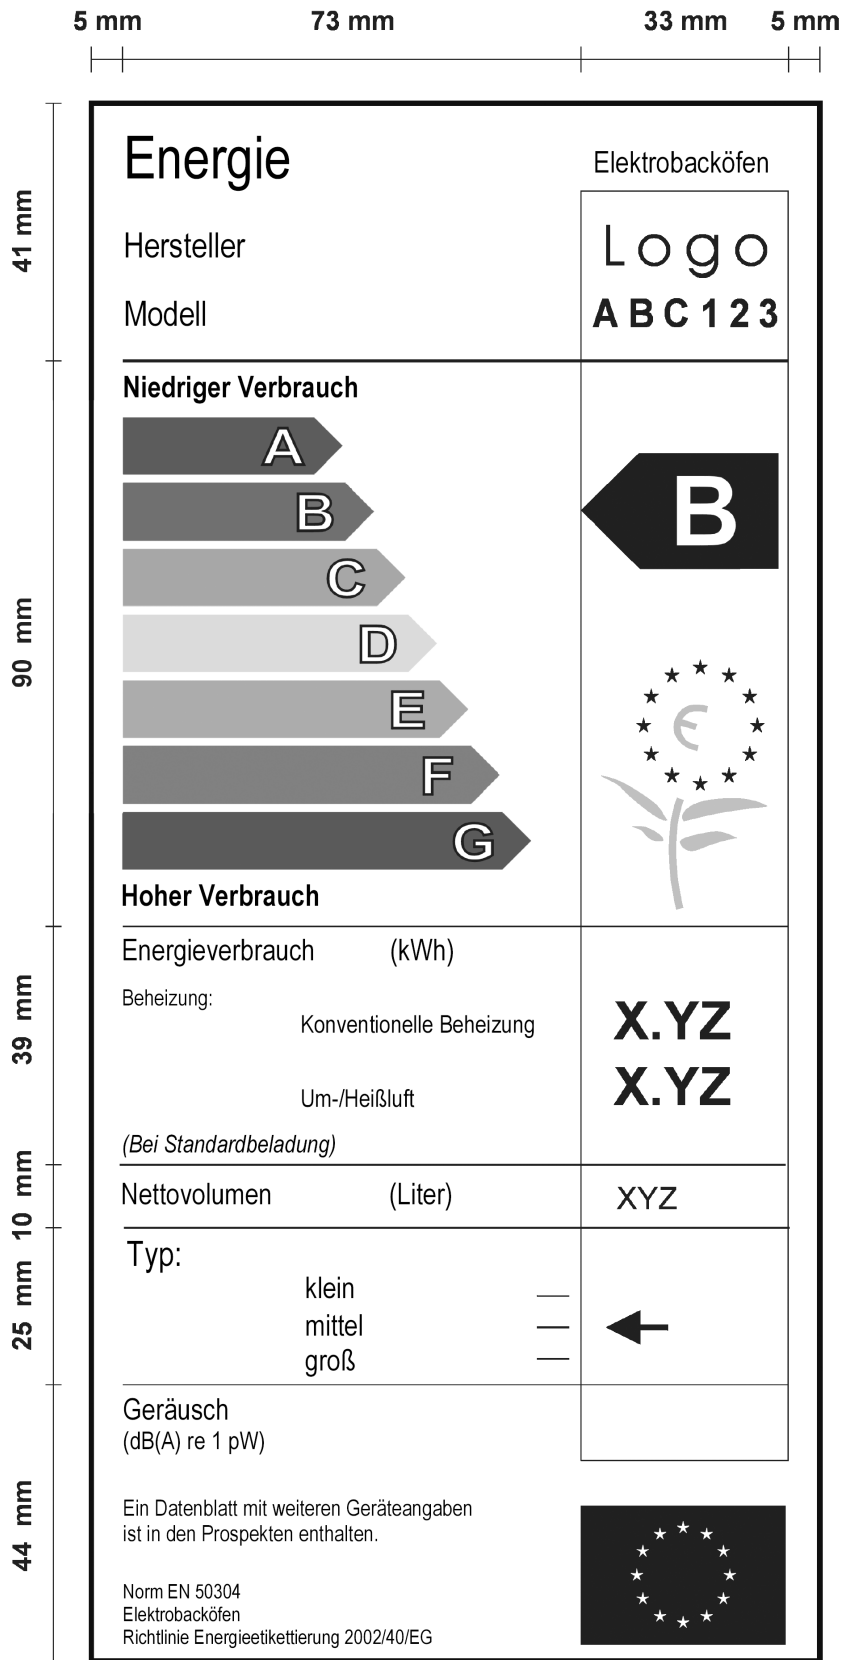 5 mm 73 mm 33 mm 5 mm
41 mm
90 mm
39 mm
10 mm
25 mm
44 mm
Energie
Elektrobacköfen
Hersteller
Logo
Modell
ABC123
Niedriger Verbrauch
A
B
B
C
D
E
F
G
Hoher Verbrauch
Energieverbrauch (kWh)
Beheizung:
Konventionelle Beheizung X.YZ
Um-/Heißluft X.YZ
(Bei Standardbeladung)
Nettovolumen (Liter) XYZ
Typ:
klein
mittel
groß
Geräusch
(dB(A) re 1 pW)
Ein Datenblatt mit weiteren Geräteangaben
ist in den Prospekten enthalten.
Norm EN 50304
Elektrobacköfen
Richtlinie Energieetikettierung 2002/40/EG